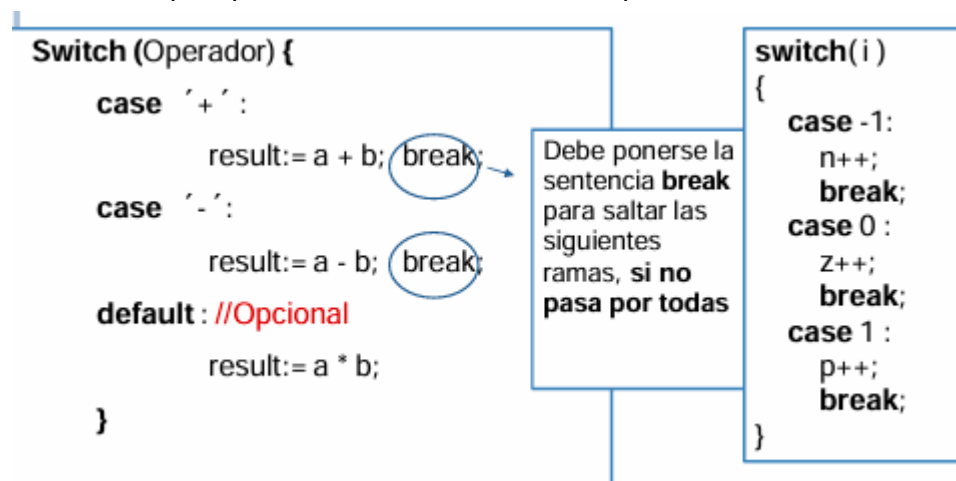 Switch (Operador) {
case ´+´ :
result:= a + b; break;
case ´-´:
result:= a - b; break;
default : //Opcional
result:= a * b;
}
Debe ponerse la
sentencia break
para saltar las
siguientes
ramas, si no
pasa por todas
switch( i )
{
case -1:
n++;
break;
case 0 :
z++;
break;
case 1 :
p++;
break;
}